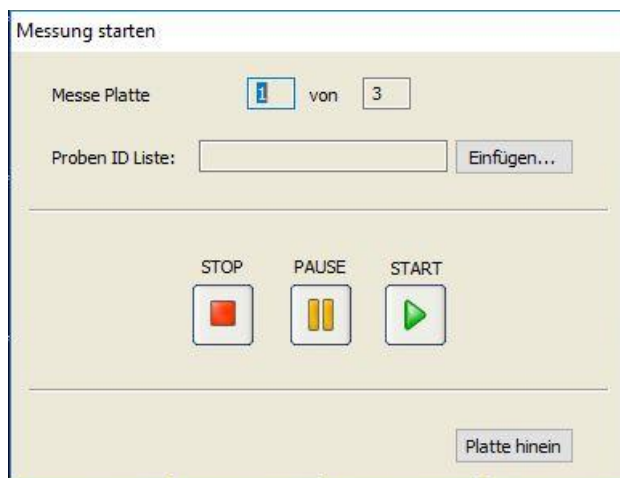 Messung starten
Messe Platte 1 von 3
Proben ID Liste: Einfügen...
STOP PAUSE START
Platte hinein